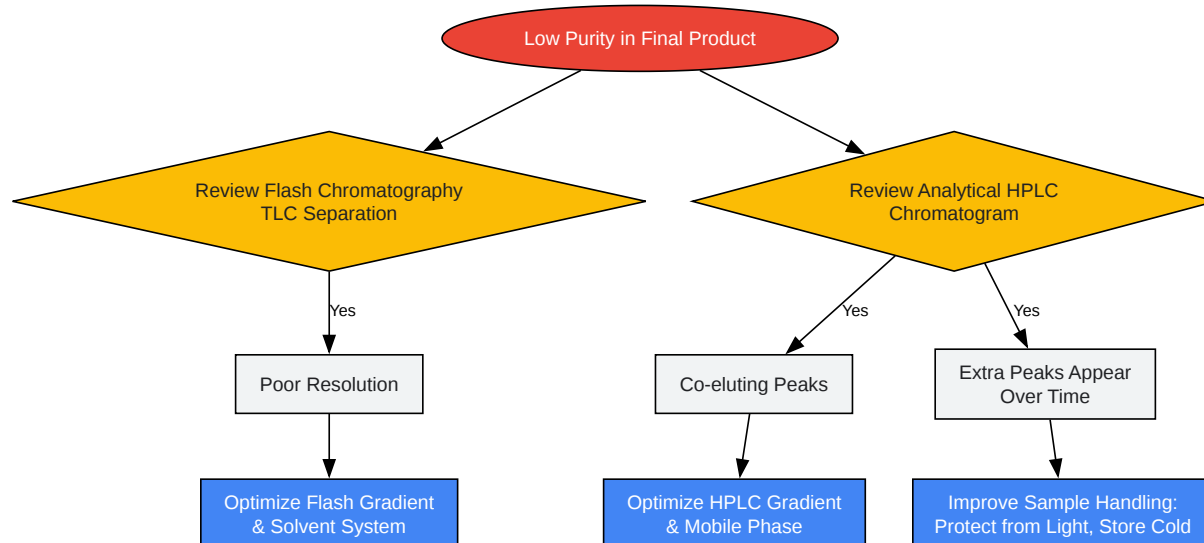 Low Purity in Final Product
Review Flash Chromatography
TLC Separation
Review Analytical HPLC
Chromatogram
Yes
Yes
Yes
Poor Resolution
Co-eluting Peaks
Extra Peaks Appear
Over Time
Optimize Flash Gradient
& Solvent System
Optimize HPLC Gradient
& Mobile Phase
Improve Sample Handling:
Protect from Light, Store Cold